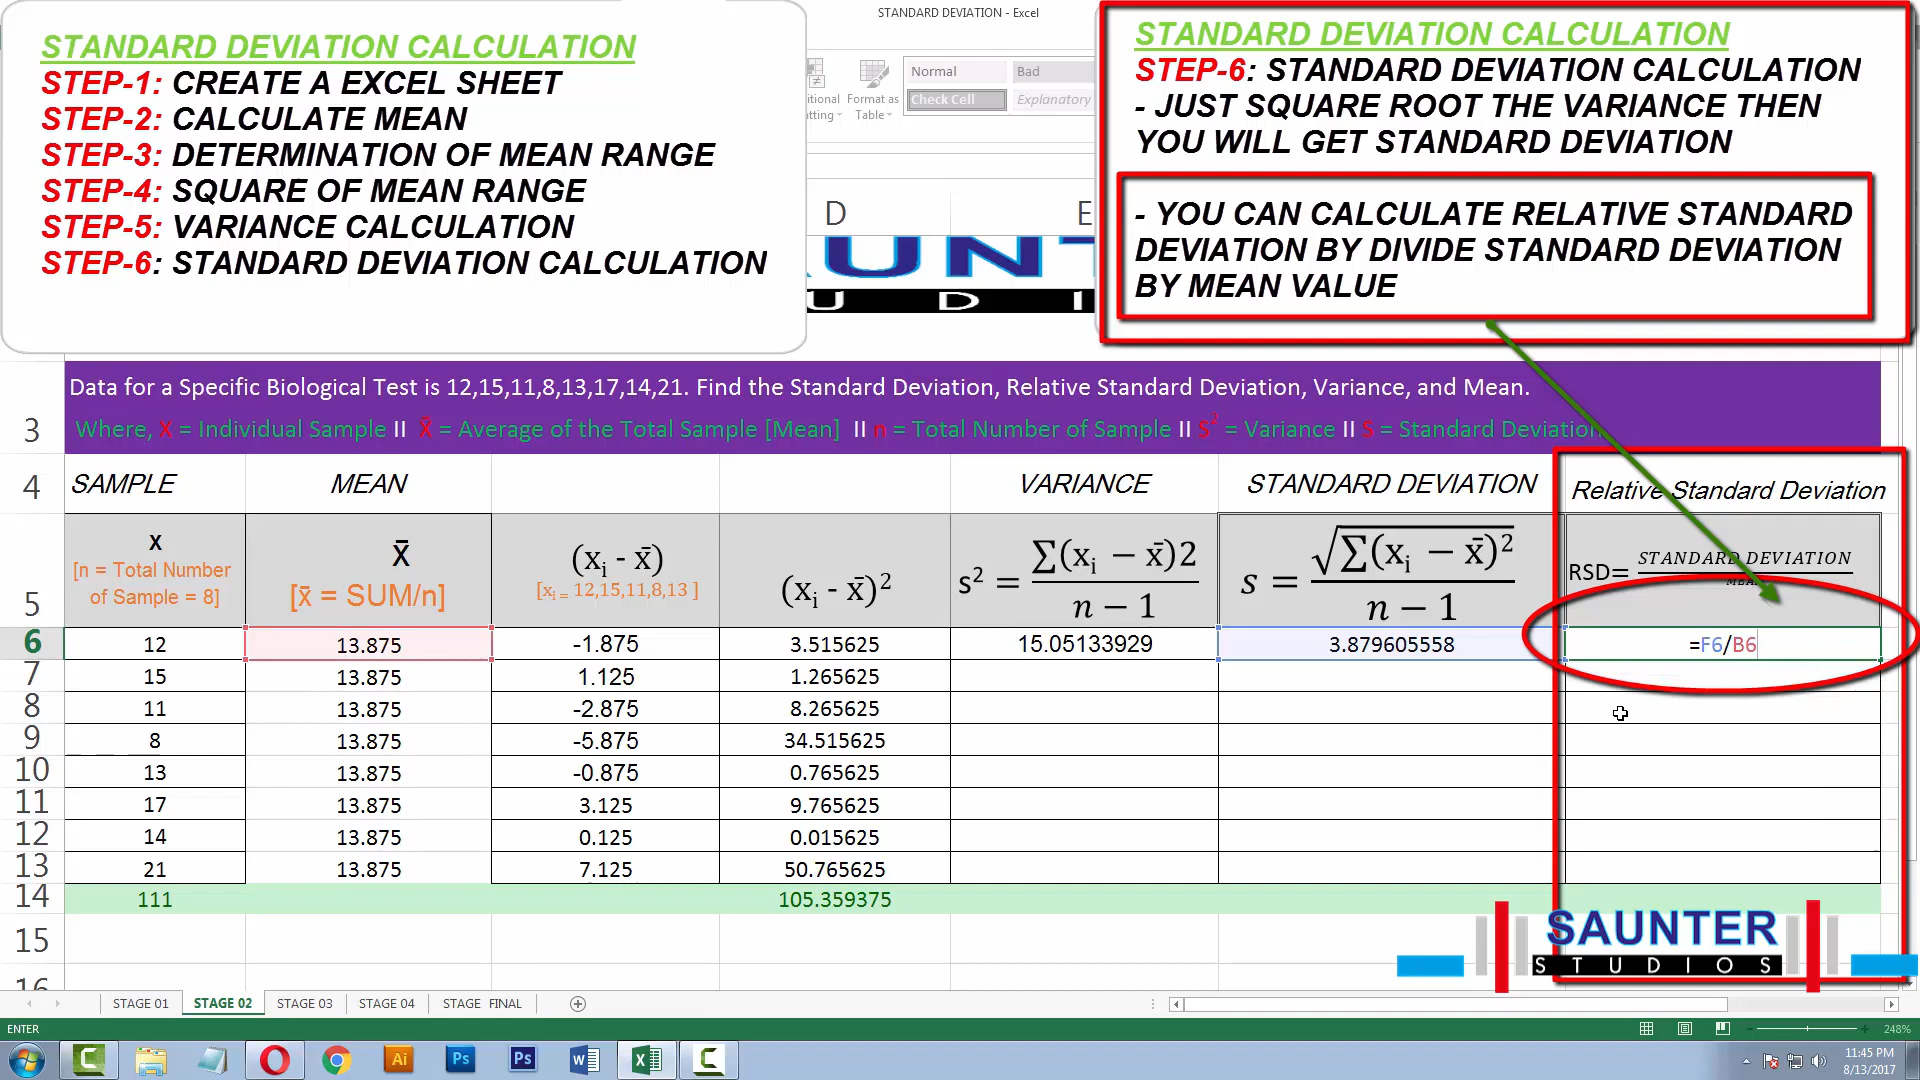 STANDARD DEVIATION - Excel
STANDARD DEVIATION CALCULATION
STEP-1: CREATE A EXCEL SHEET
STEP-2: CALCULATE MEAN
STEP-3: DETERMINATION OF MEAN RANGE
STEP-4: SQUARE OF MEAN RANGE
STEP-5: VARIANCE CALCULATION
STEP-6: STANDARD DEVIATION CALCULATION
itional Format as
tting Table
Normal Bad
Check Cell Explanatory
STANDARD DEVIATION CALCULATION
STEP-6: STANDARD DEVIATION CALCULATION
- JUST SQUARE ROOT THE VARIANCE THEN
YOU WILL GET STANDARD DEVIATION
- YOU CAN CALCULATE RELATIVE STANDARD
DEVIATION BY DIVIDE STANDARD DEVIATION
BY MEAN VALUE
D E
UNT
U D I
Data for a Specific Biological Test is 12,15,11,8,13,17,14,21. Find the Standard Deviation, Relative Standard Deviation, Variance, and Mean.
3 Where, X = Individual Sample II X̄ = Average of the Total Sample [Mean] II n = Total Number of Sample II S² = Variance II S = Standard Deviation
4 SAMPLE MEAN VARIANCE STANDARD DEVIATION Relative Standard Deviation
5
X
[n = Total Number
of Sample = 8]
X̄
[x̄ = SUM/n]
(xᵢ - x̄)
[xᵢ = 12,15,11,8,13 ]
(xᵢ - x̄)²
s² = ∑(xᵢ − x̄)2 / n − 1
s = √∑(xᵢ − x̄)² / n − 1
RSD= STANDARD DEVIATION / MEAN
6 12 13.875 -1.875 3.515625 15.05133929 3.879605558 =F6/B6
7 15 13.875 1.125 1.265625
8 11 13.875 -2.875 8.265625
9 8 13.875 -5.875 34.515625
10 13 13.875 -0.875 0.765625
11 17 13.875 3.125 9.765625
12 14 13.875 0.125 0.015625
13 21 13.875 7.125 50.765625
14 111 105.359375
15
16
SAUNTER
STUDIOS
STAGE 01 STAGE 02 STAGE 03 STAGE 04 STAGE FINAL
ENTER 248%
Ai Ps Ps
11:45 PM
8/13/2017